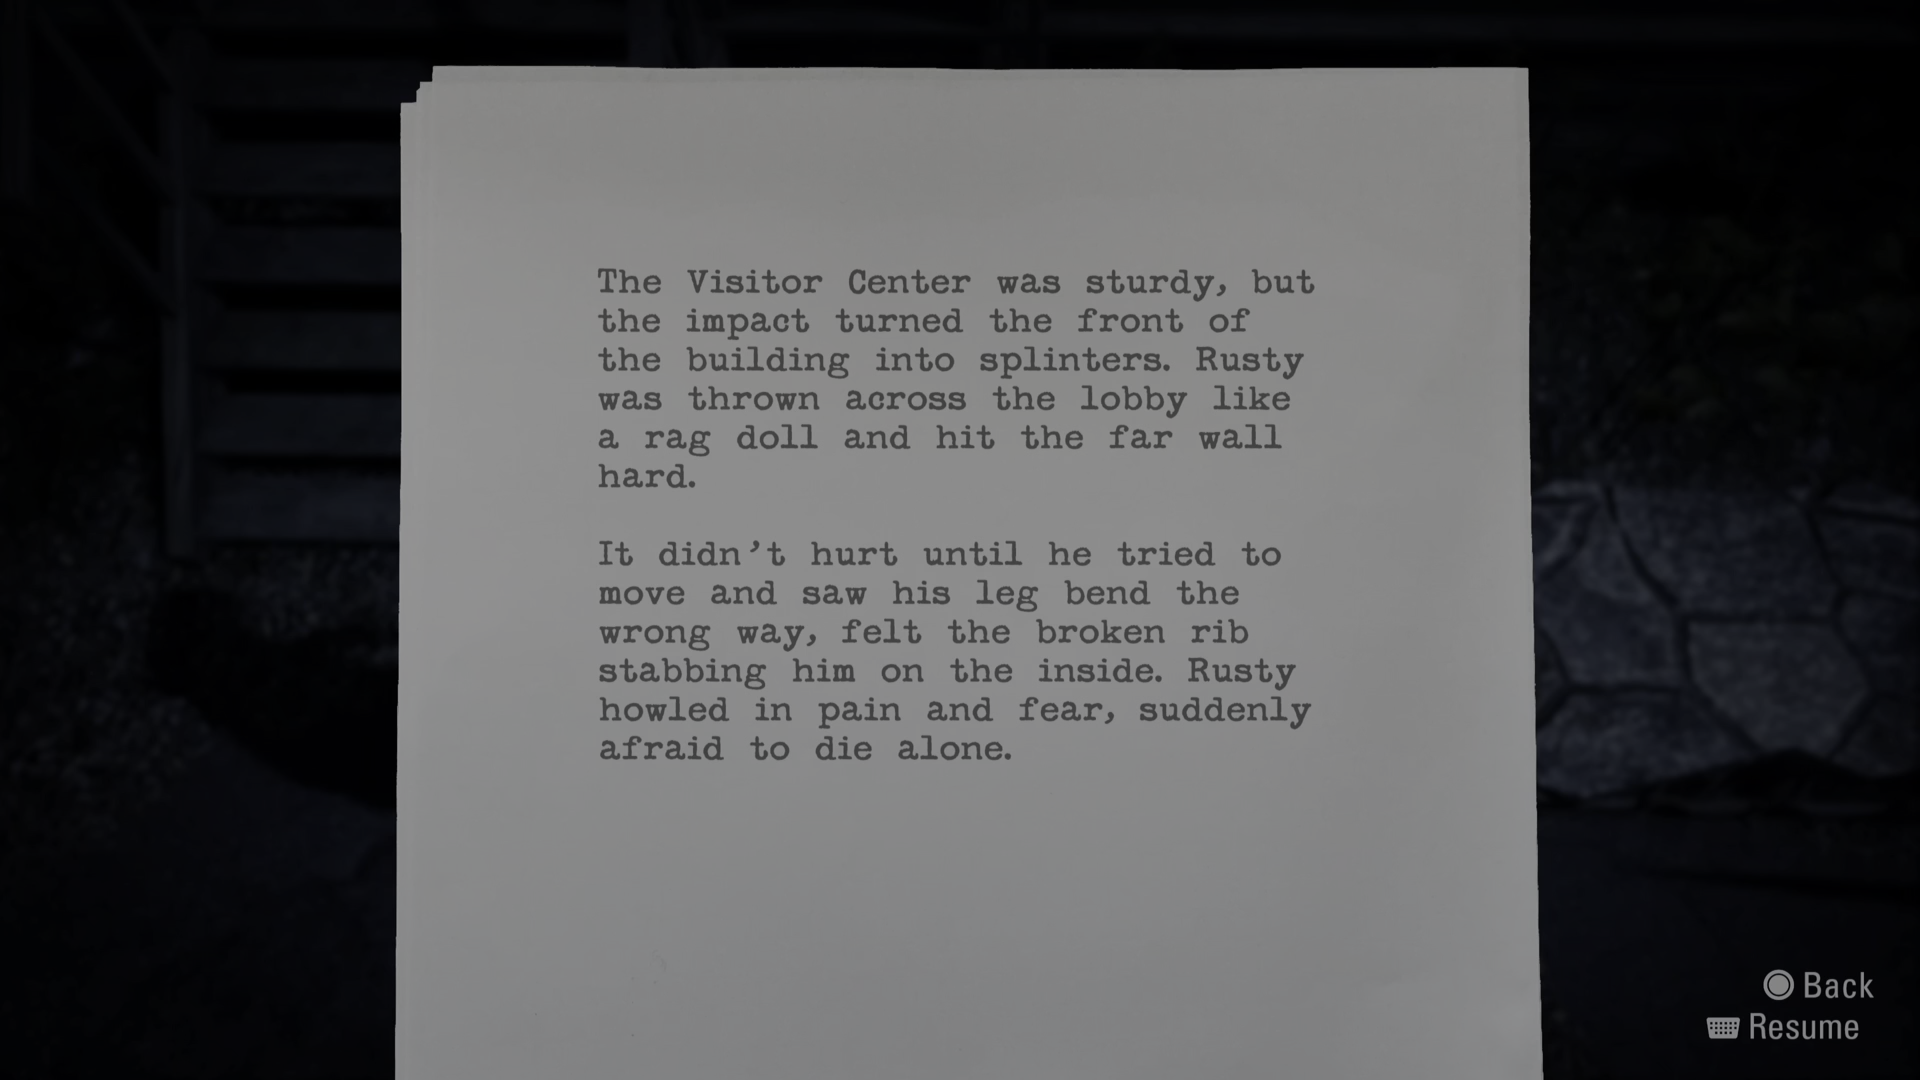 The Visitor Center was sturdy, but
the impact turned the front of
the building into splinters. Rusty
was thrown across the lobby like
a rag doll and hit the far wall
hard.
It didn't hurt until he tried to
move and saw his leg bend the
wrong way, felt the broken rib
stabbing him on the inside. Rusty
howled in pain and fear, suddenly
afraid to die alone.
Back
Resume